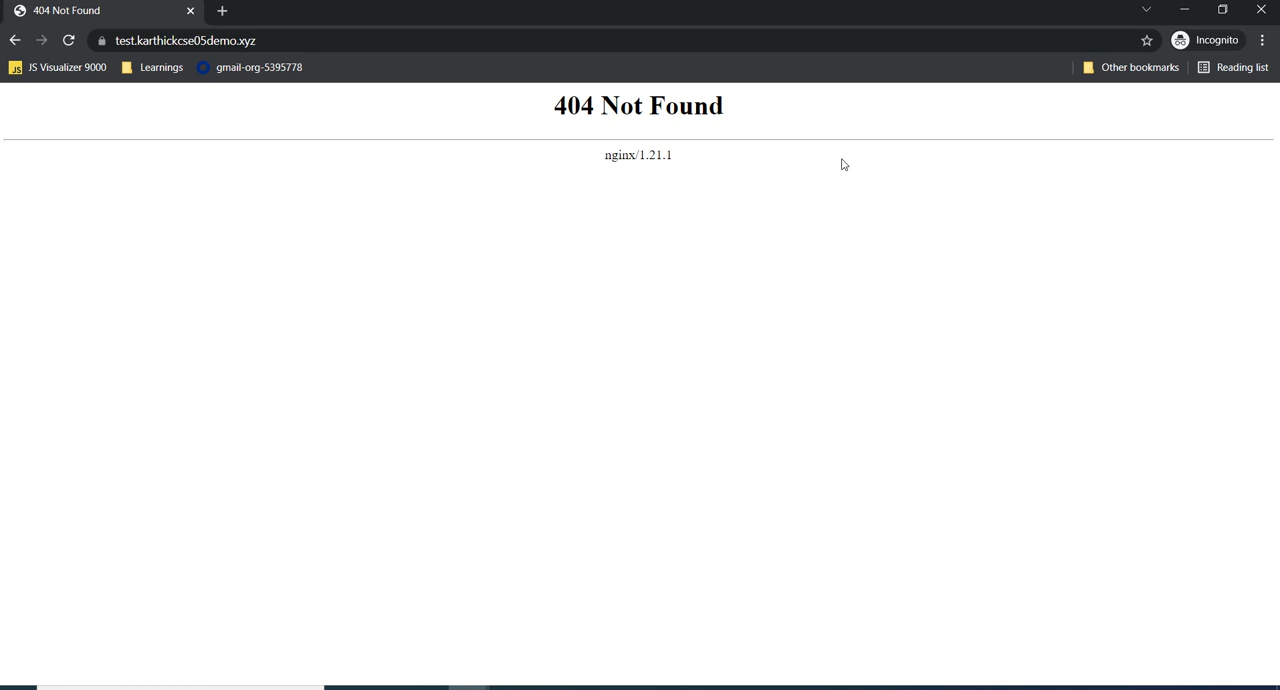 404 Not Found
test.karthickcse05demo.xyz
Incognito
JS Visualizer 9000
Learnings
gmail-org-5395778
Other bookmarks
Reading list
404 Not Found
nginx/1.21.1